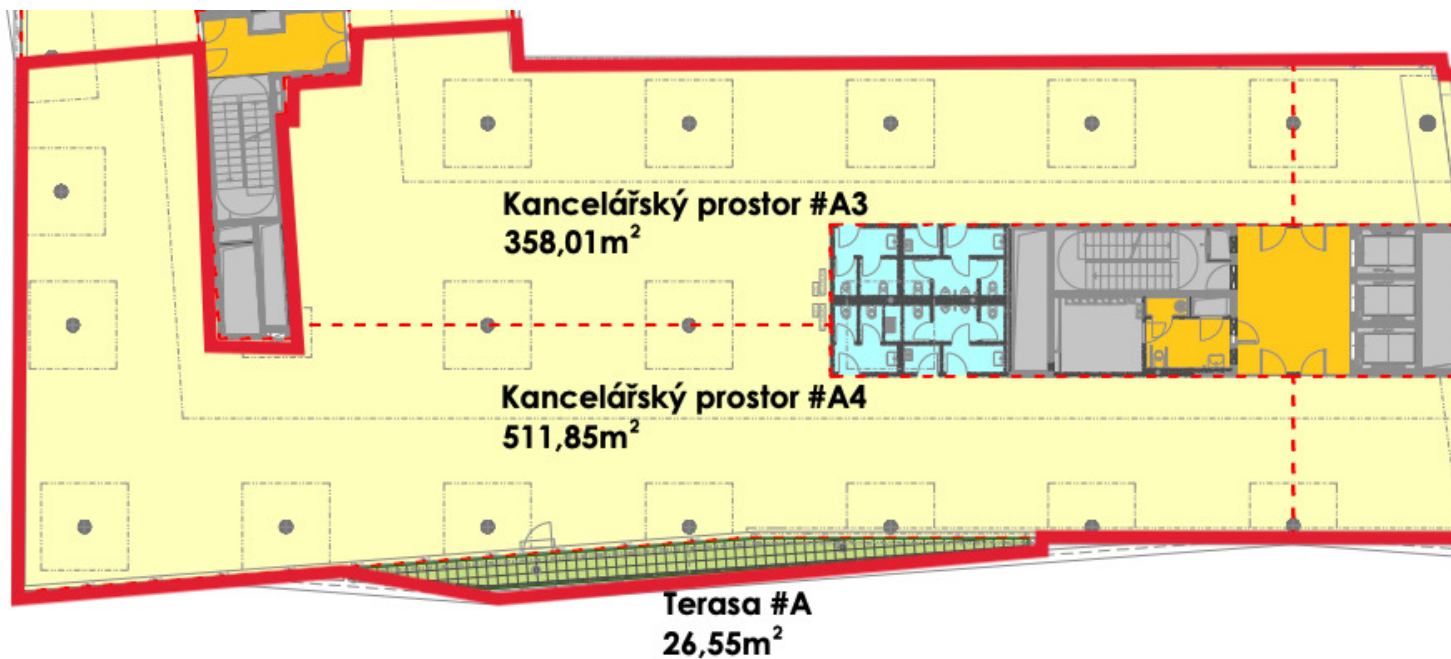 Kancelářský prostor #A3
358,01m²
Kancelářský prostor #A4
511,85m²
Terasa #A
26,55m²